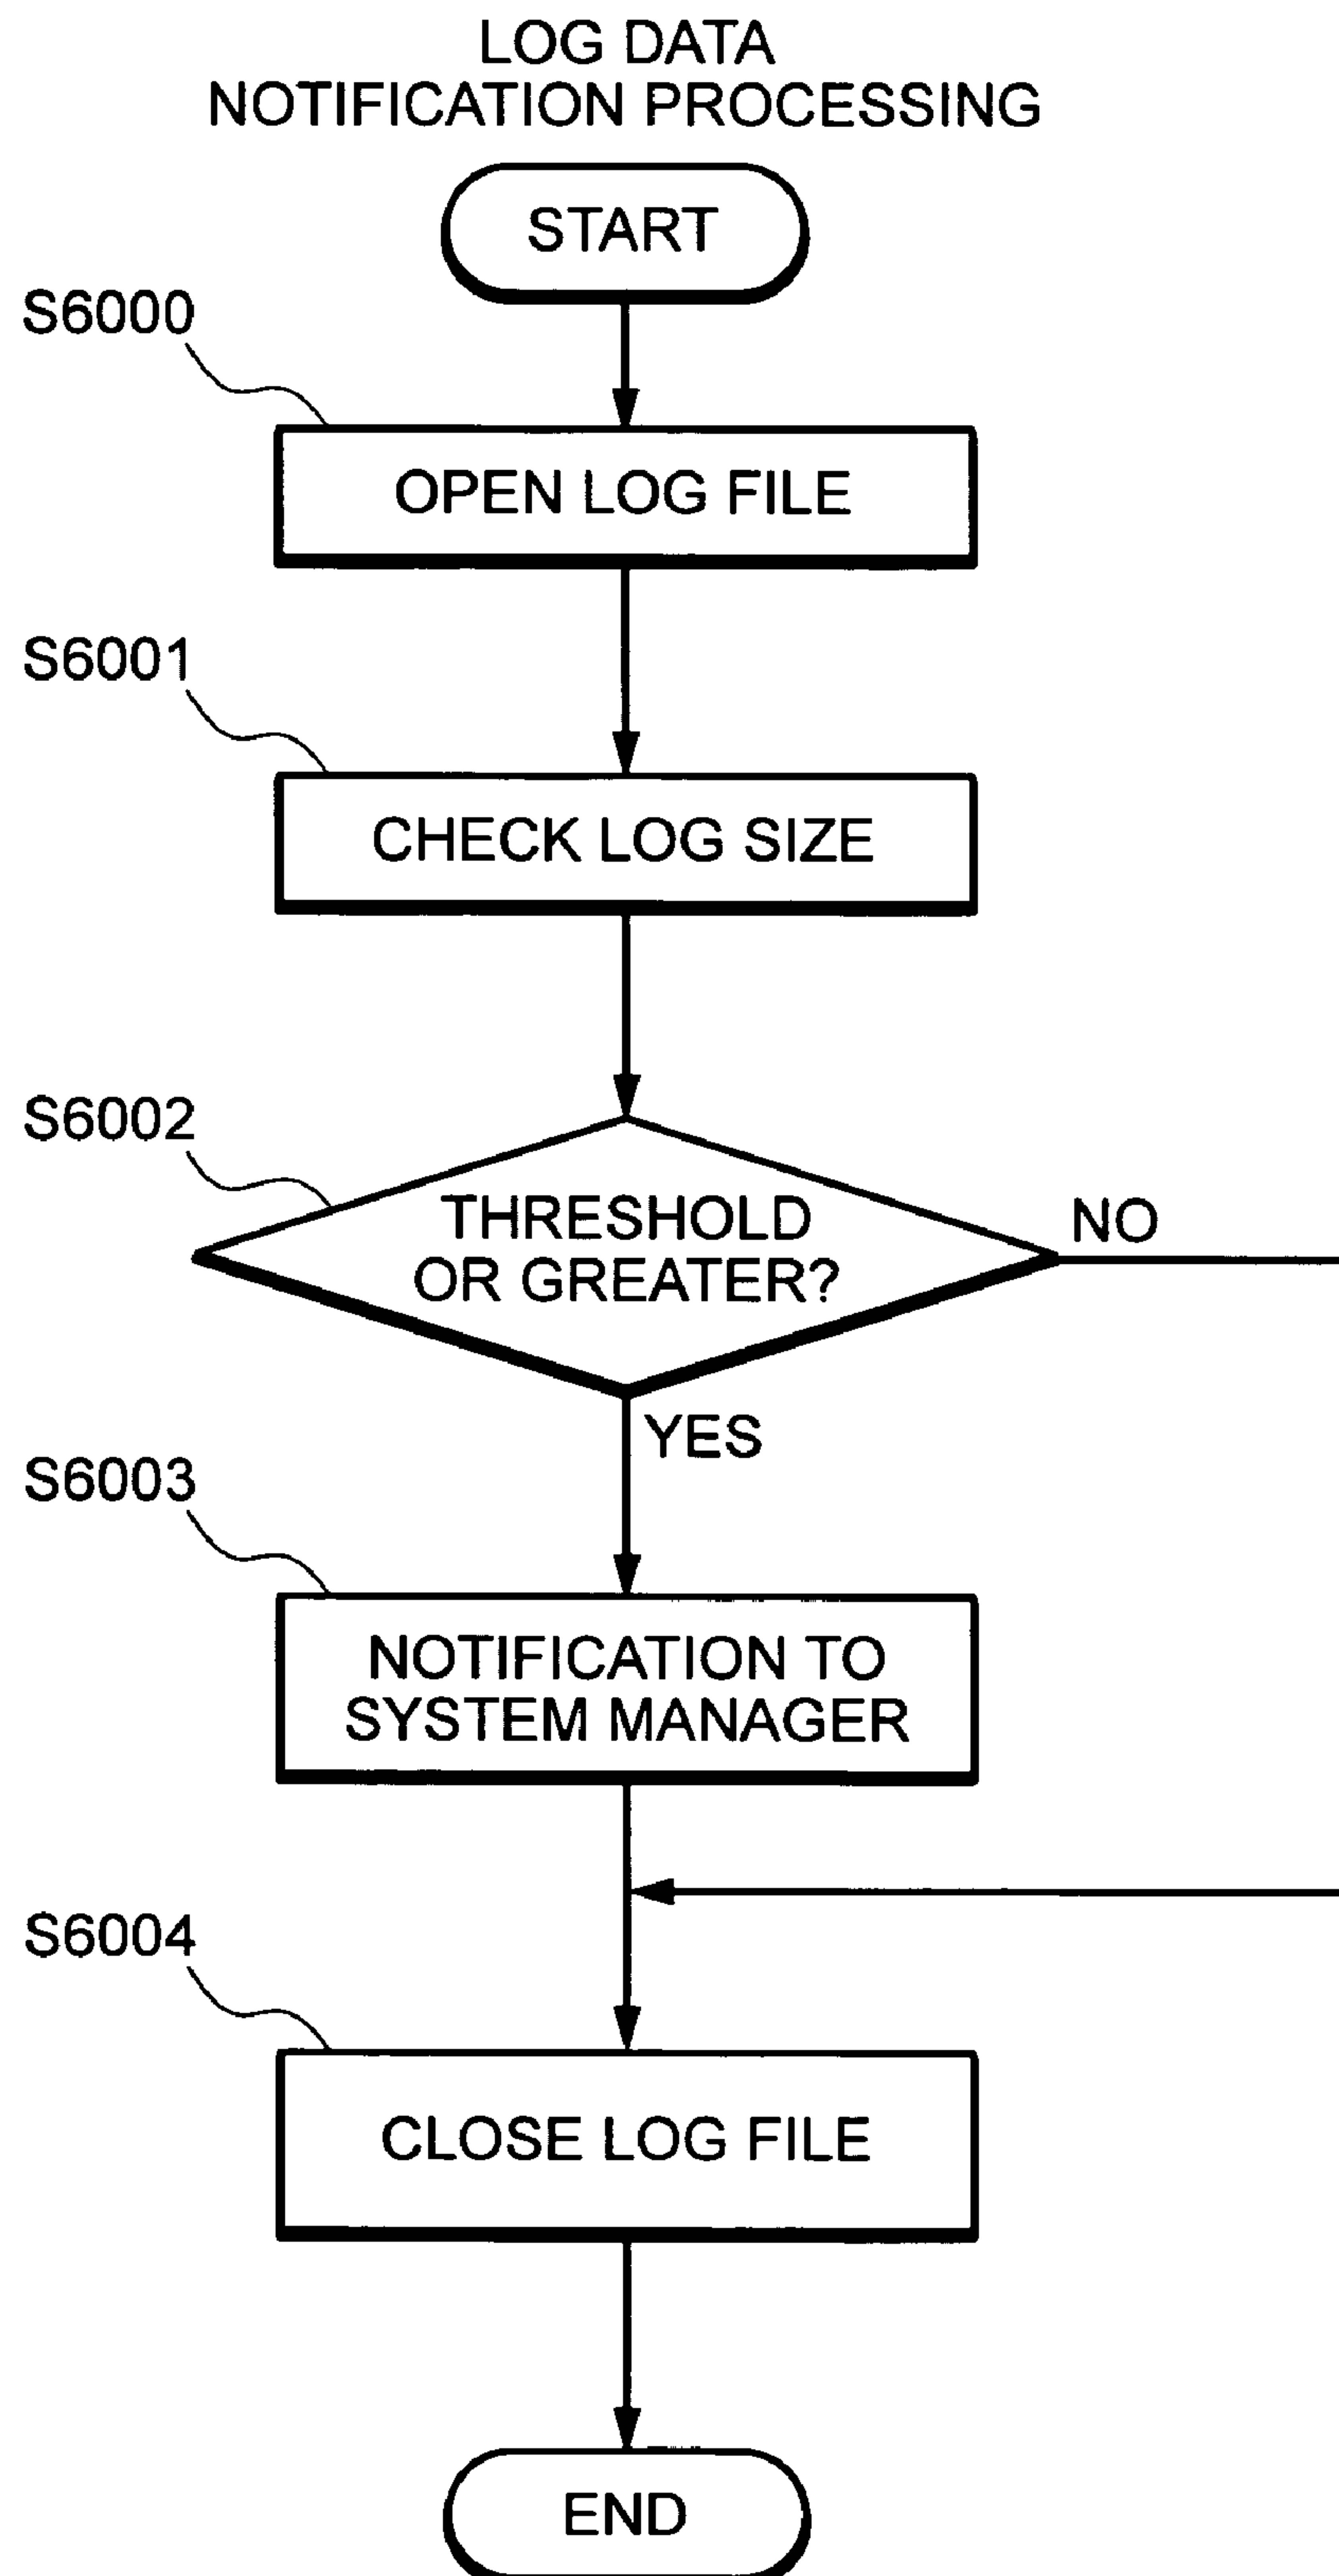 LOG DATA
NOTIFICATION PROCESSING
START
S6000
OPEN LOG FILE
S6001
CHECK LOG SIZE
S6002
THRESHOLD
OR GREATER?
NO
YES
S6003
NOTIFICATION TO
SYSTEM MANAGER
S6004
CLOSE LOG FILE
END